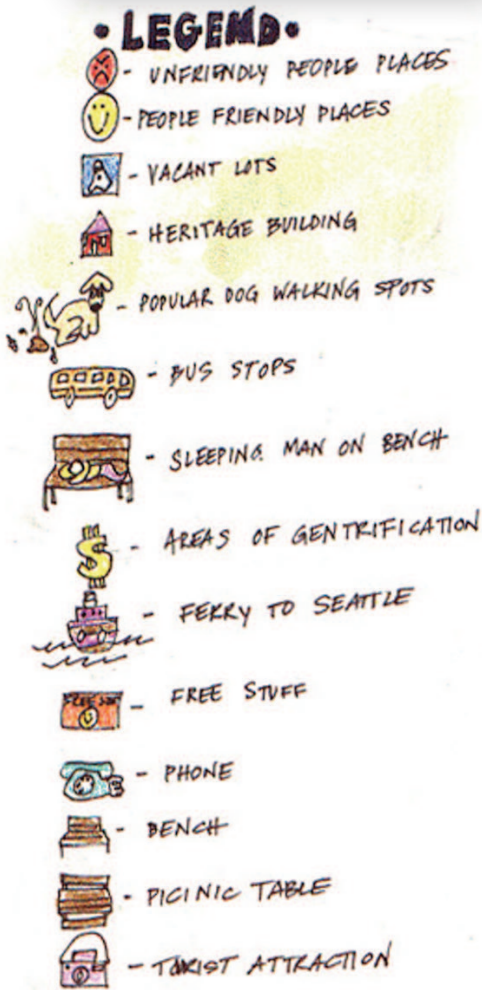 • LEGEND •
- UNFRIENDLY PEOPLE PLACES
- PEOPLE FRIENDLY PLACES
- VACANT LOTS
- HERITAGE BUILDING
- POPULAR DOG WALKING SPOTS
- BUS STOPS
- SLEEPING MAN ON BENCH
- AREAS OF GENTRIFICATION
- FERRY TO SEATTLE
- FREE STUFF
- PHONE
- BENCH
- PICINIC TABLE
- TOURIST ATTRACTION